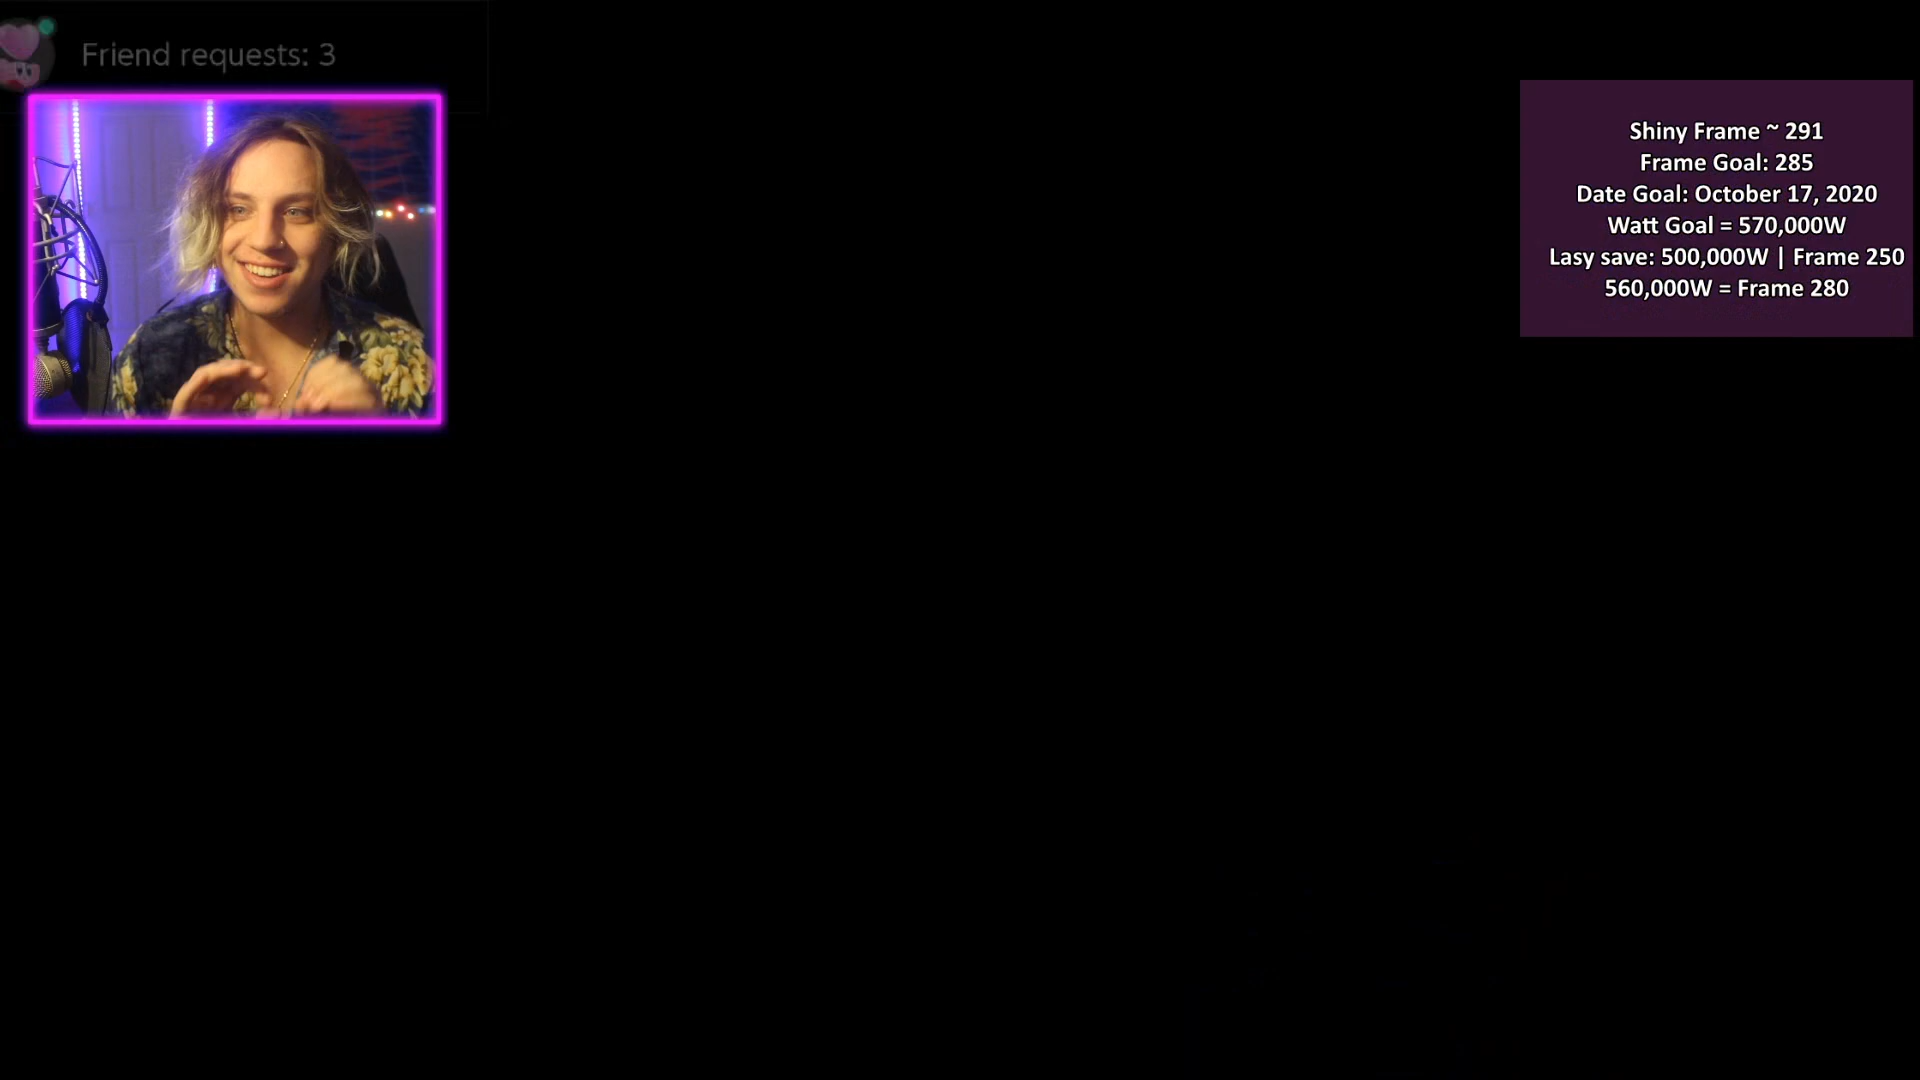 Friend requests: 3
Shiny Frame ~ 291
Frame Goal: 285
Date Goal: October 17, 2020
Watt Goal = 570,000W
Lasy save: 500,000W | Frame 250
560,000W = Frame 280